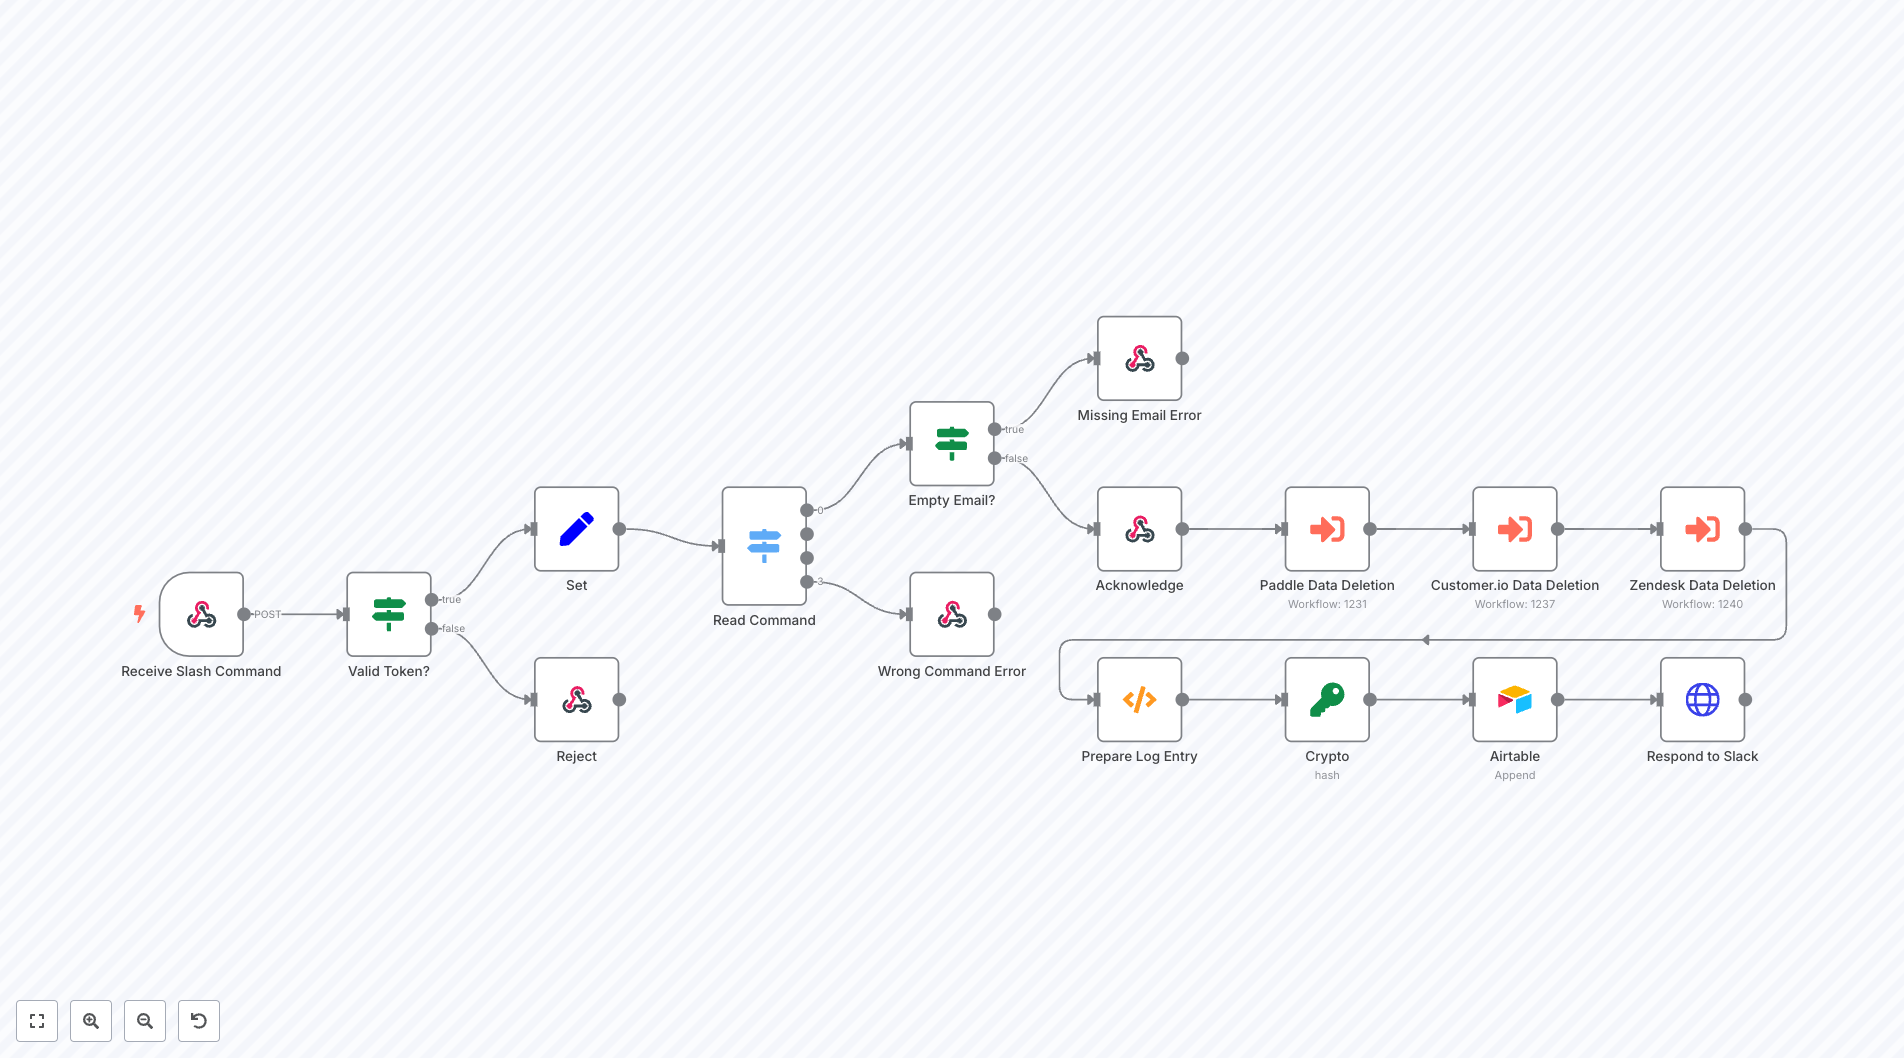 Missing Email Error
true
false
Empty Email?
0
3
Set
Read Command
Acknowledge
Paddle Data Deletion
Workflow: 1231
Customer.io Data Deletion
Workflow: 1237
Zendesk Data Deletion
Workflow: 1240
POST
true
false
Receive Slash Command
Valid Token?
Wrong Command Error
Reject
Prepare Log Entry
Crypto
hash
Airtable
Append
Respond to Slack